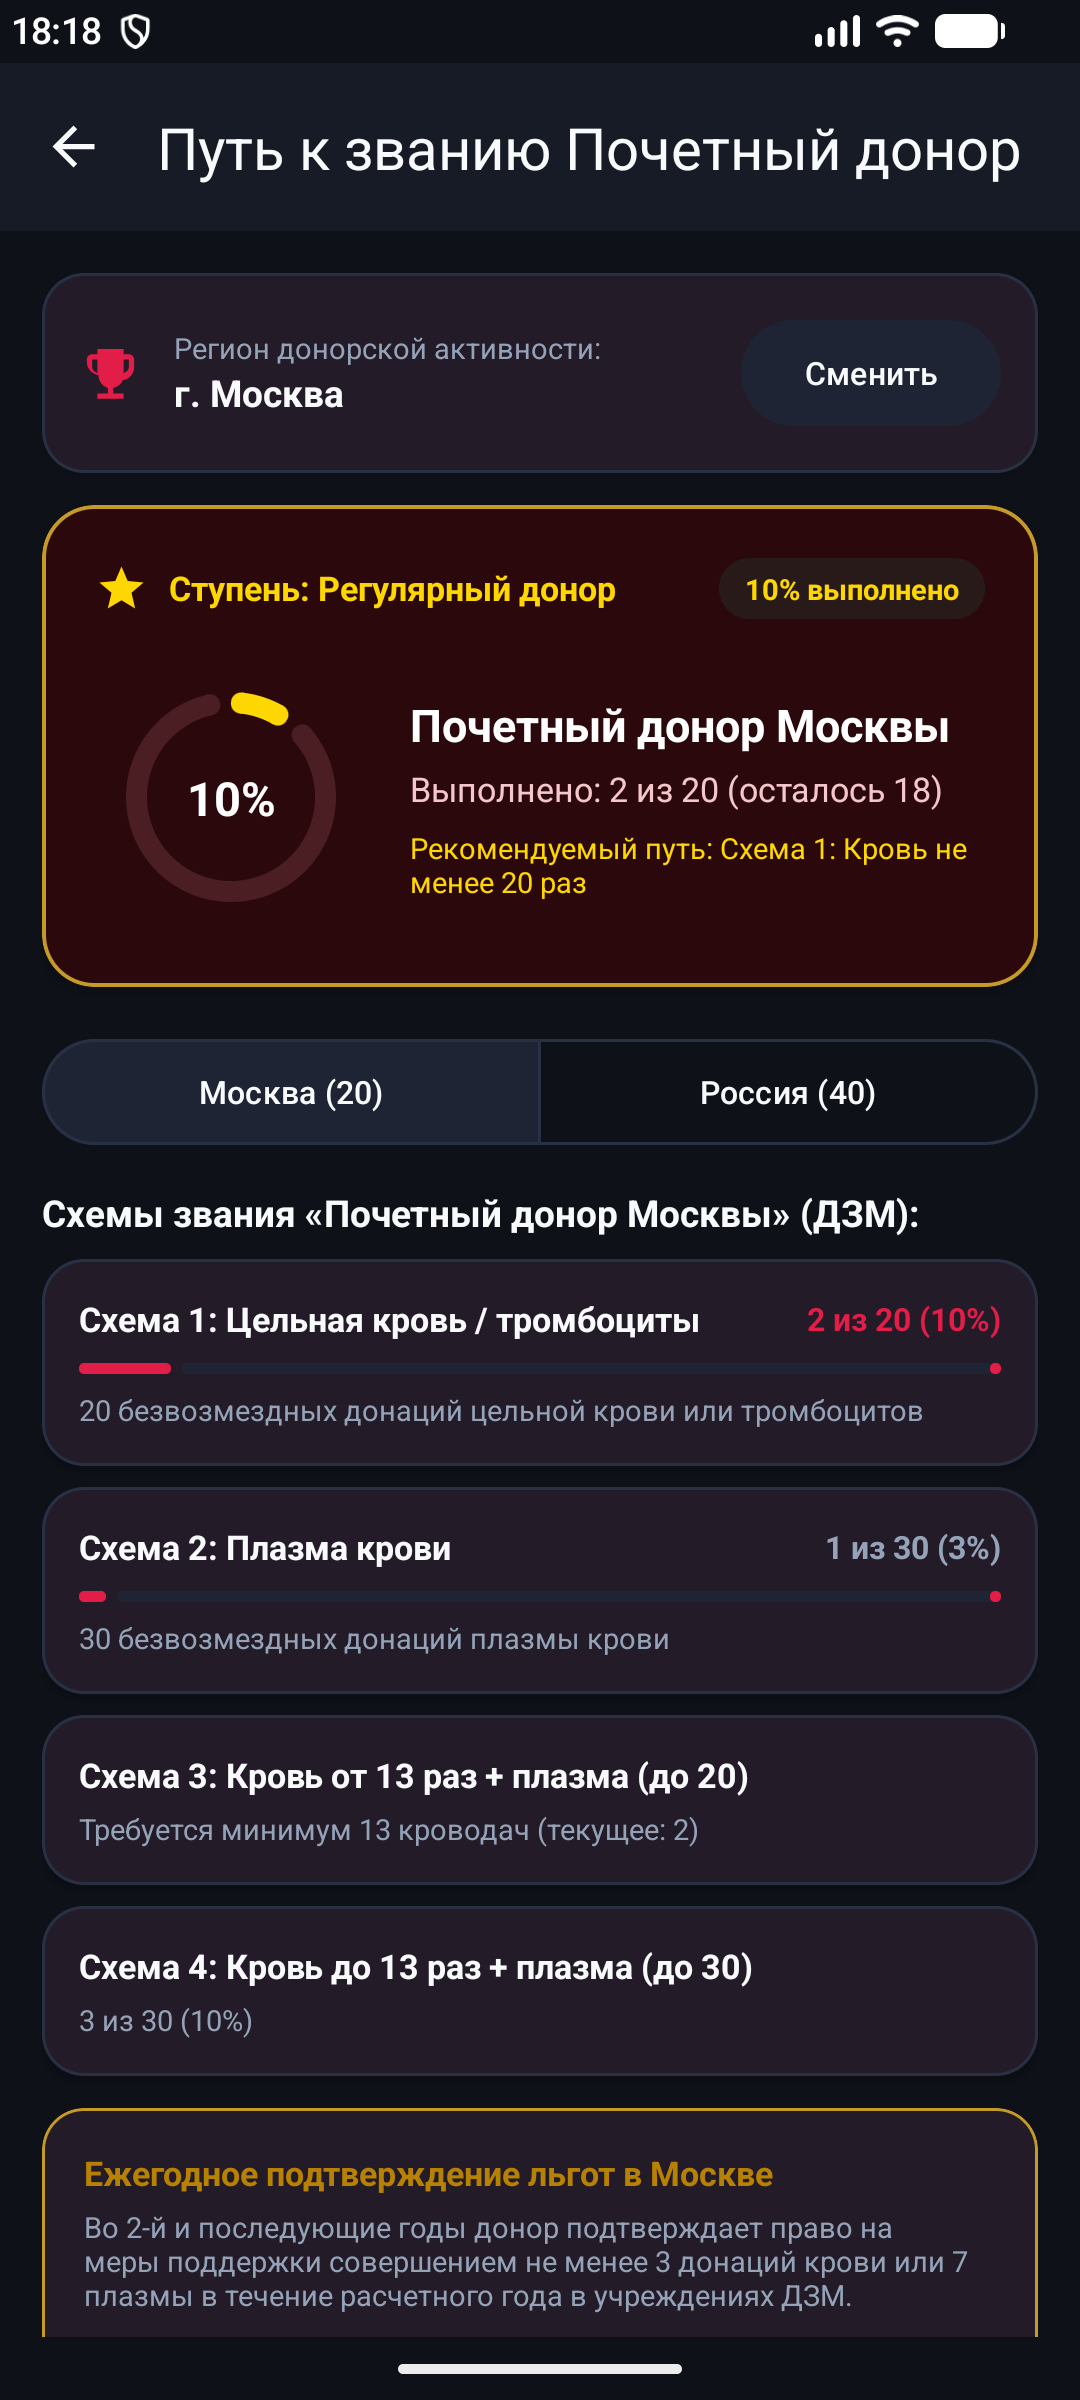 18:18
Путь к званию Почетный донор
Регион донорской активности:
г. Москва
Сменить
Ступень: Регулярный донор
10% выполнено
10%
Почетный донор Москвы
Выполнено: 2 из 20 (осталось 18)
Рекомендуемый путь: Схема 1: Кровь не
менее 20 раз
Москва (20)
Россия (40)
Схемы звания «Почетный донор Москвы» (ДЗМ):
Схема 1: Цельная кровь / тромбоциты
2 из 20 (10%)
20 безвозмездных донаций цельной крови или тромбоцитов
Схема 2: Плазма крови
1 из 30 (3%)
30 безвозмездных донаций плазмы крови
Схема 3: Кровь от 13 раз + плазма (до 20)
Требуется минимум 13 кроводач (текущее: 2)
Схема 4: Кровь до 13 раз + плазма (до 30)
3 из 30 (10%)
Ежегодное подтверждение льгот в Москве
Во 2-й и последующие годы донор подтверждает право на
меры поддержки совершением не менее 3 донаций крови или 7
плазмы в течение расчетного года в учреждениях ДЗМ.